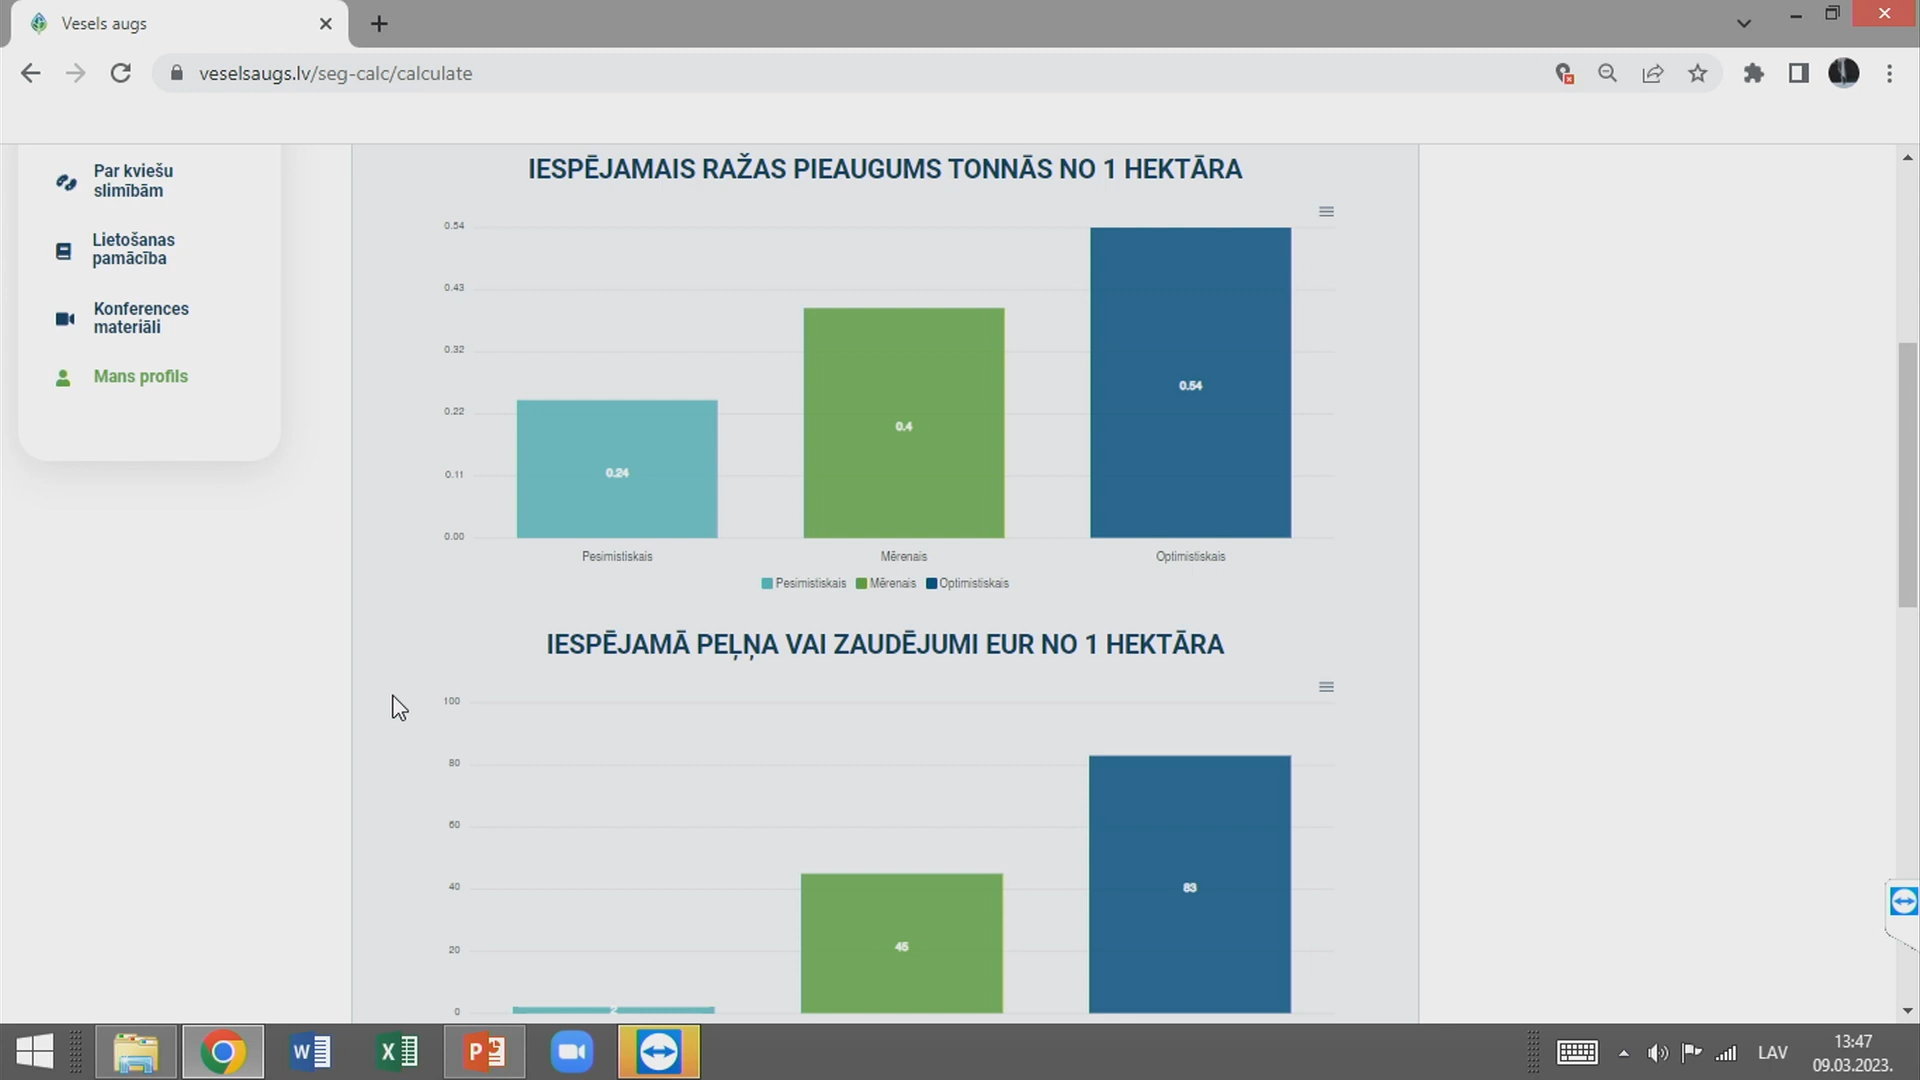 Vesels augs
veselsaugs.lv/seg-calc/calculate
Par kviešu
slimībām
Lietošanas
pamācība
Konferences
materiāli
Mans profils
IESPĒJAMAIS RAŽAS PIEAUGUMS TONNĀS NO 1 HEKTĀRA
0.54
0.43
0.32
0.22
0.11
0.00
0.24
0.4
0.54
Pesimistiskais
Mērenais
Optimistiskais
Pesimistiskais Mērenais Optimistiskais
IESPĒJAMĀ PEĻŅA VAI ZAUDĒJUMI EUR NO 1 HEKTĀRA
100
80
60
40
20
0
2
45
83
LAV
13:47
09.03.2023.